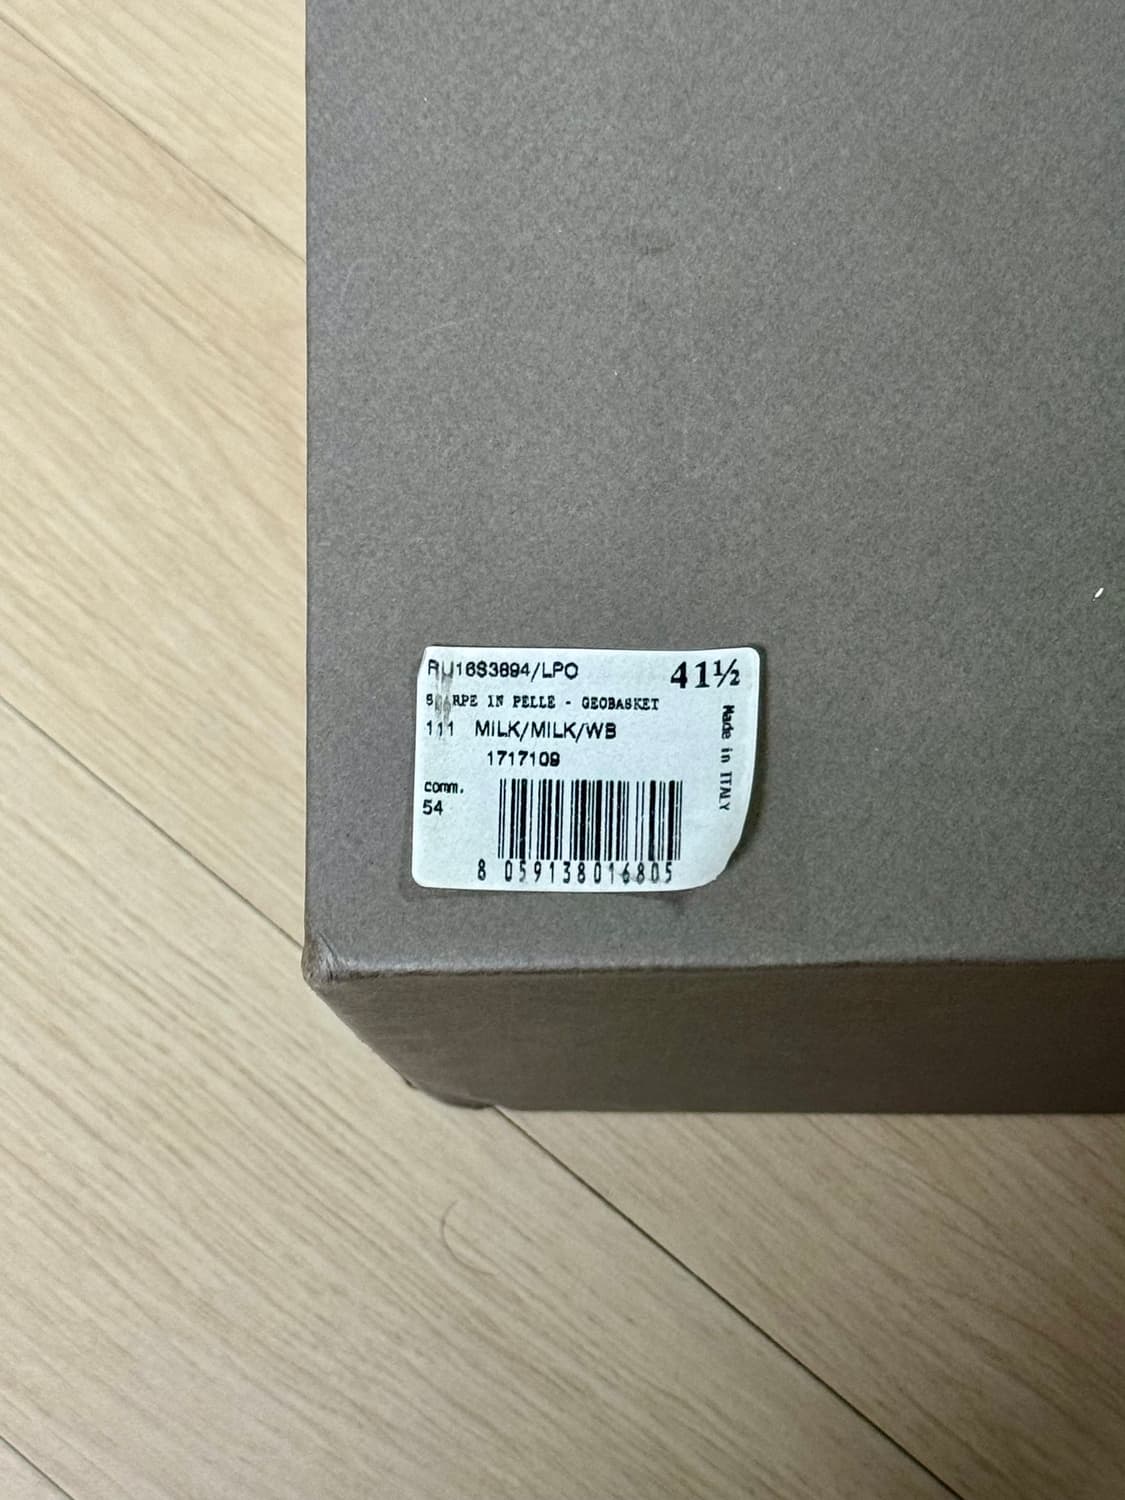 RU16S3894/LPO 41½
SCARPE IN PELLE - GEOBASKET
111 MILK/MILK/WB
1717109
comm.
54
Made in ITALY
8 059138016805